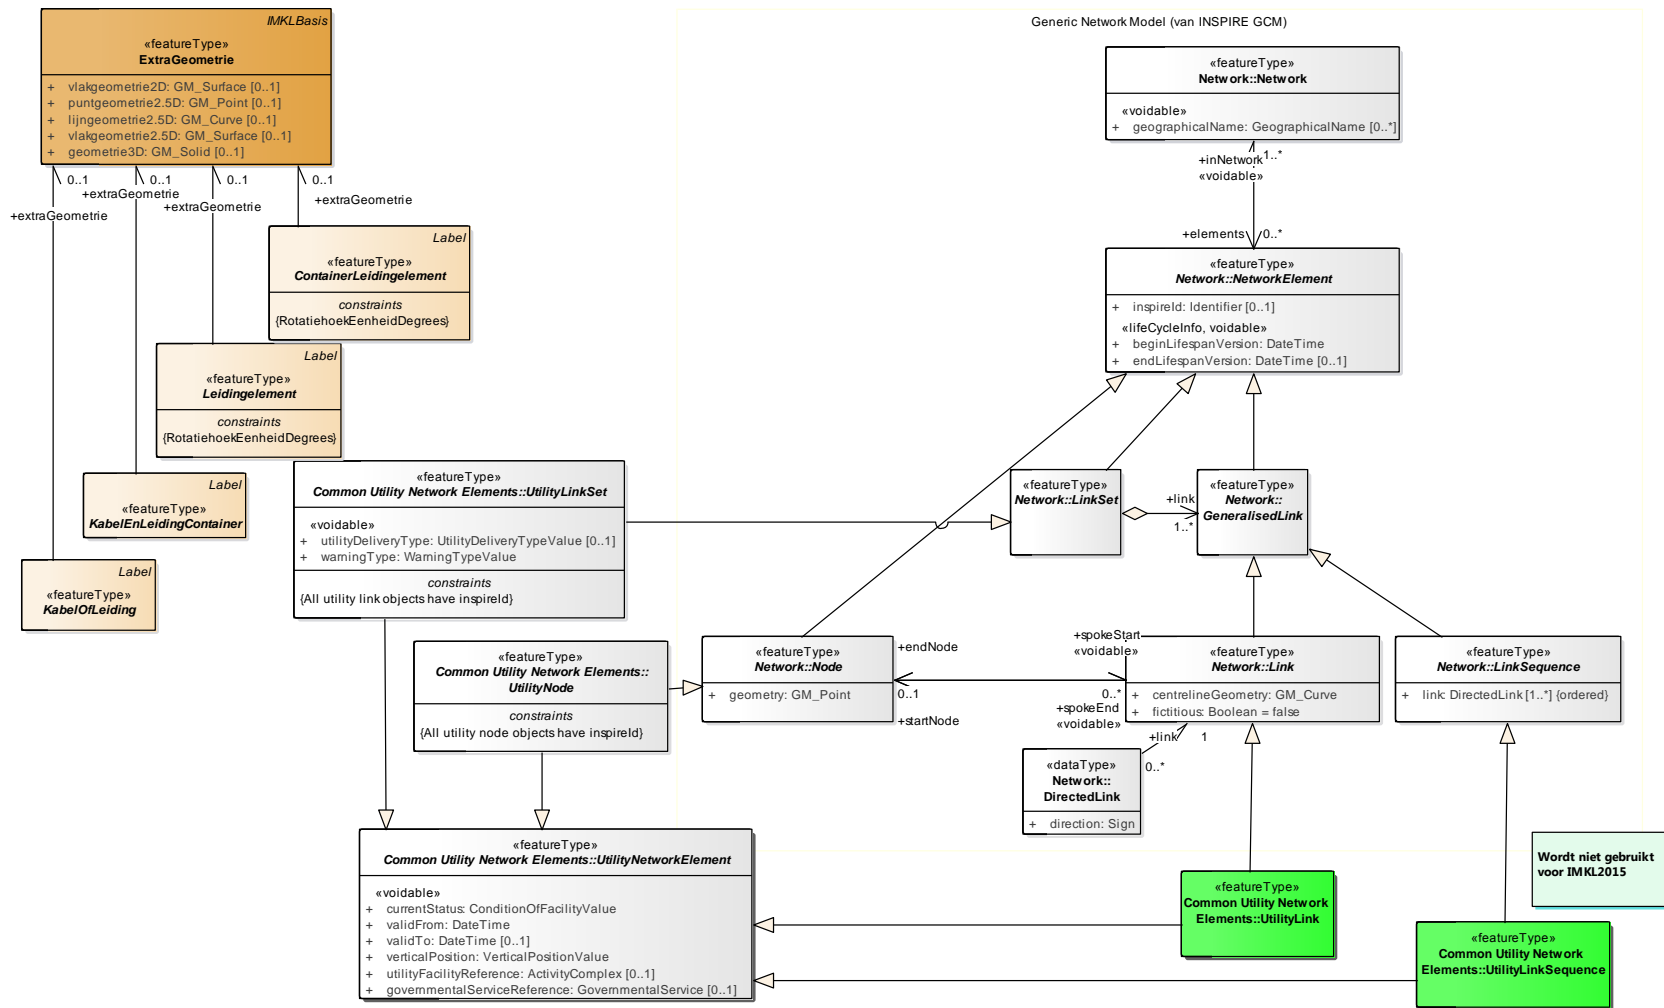 IMKLBasis
«featureType»
ExtraGeometrie
+ vlakgeometrie2D: GM_Surface [0..1]
+ puntgeometrie2.5D: GM_Point [0..1]
+ lijngeometrie2.5D: GM_Curve [0..1]
+ vlakgeometrie2.5D: GM_Surface [0..1]
+ geometrie3D: GM_Solid [0..1]
0..1
0..1
0..1
0..1
+extraGeometrie
+extraGeometrie
+extraGeometrie
+extraGeometrie
Label
«featureType»
ContainerLeidingelement
constraints
{RotatiehoekEenheidDegrees}
Label
«featureType»
Leidingelement
constraints
{RotatiehoekEenheidDegrees}
Label
«featureType»
KabelEnLeidingContainer
Label
«featureType»
KabelOfLeiding
Generic Network Model (van INSPIRE GCM)
«featureType»
Network::Network
«voidable»
+ geographicalName: GeographicalName [0..*]
+inNetwork
1..*
«voidable»
+elements
0..*
«featureType»
Network::NetworkElement
+ inspireId: Identifier [0..1]
«lifeCycleInfo, voidable»
+ beginLifespanVersion: DateTime
+ endLifespanVersion: DateTime [0..1]
«featureType»
Common Utility Network Elements::UtilityLinkSet
«voidable»
+ utilityDeliveryType: UtilityDeliveryTypeValue [0..1]
+ warningType: WarningTypeValue
constraints
{All utility link objects have inspireId}
«featureType»
Network::LinkSet
+link
1..*
«featureType»
Network::
GeneralisedLink
«featureType»
Common Utility Network Elements::
UtilityNode
constraints
{All utility node objects have inspireId}
«featureType»
Network::Node
+ geometry: GM_Point
+endNode
0..1
+startNode
+spokeStart
«voidable»
0..*
+spokeEnd
«voidable»
«featureType»
Network::Link
+ centrelineGeometry: GM_Curve
+ fictitious: Boolean = false
«featureType»
Network::LinkSequence
+ link: DirectedLink [1..*] {ordered}
+link
1
0..*
«dataType»
Network::
DirectedLink
+ direction: Sign
«featureType»
Common Utility Network Elements::UtilityNetworkElement
«voidable»
+ currentStatus: ConditionOfFacilityValue
+ validFrom: DateTime
+ validTo: DateTime [0..1]
+ verticalPosition: VerticalPositionValue
+ utilityFacilityReference: ActivityComplex [0..1]
+ governmentalServiceReference: GovernmentalService [0..1]
«featureType»
Common Utility Network
Elements::UtilityLink
Wordt niet gebruikt
voor IMKL2015
«featureType»
Common Utility Network
Elements::UtilityLinkSequence